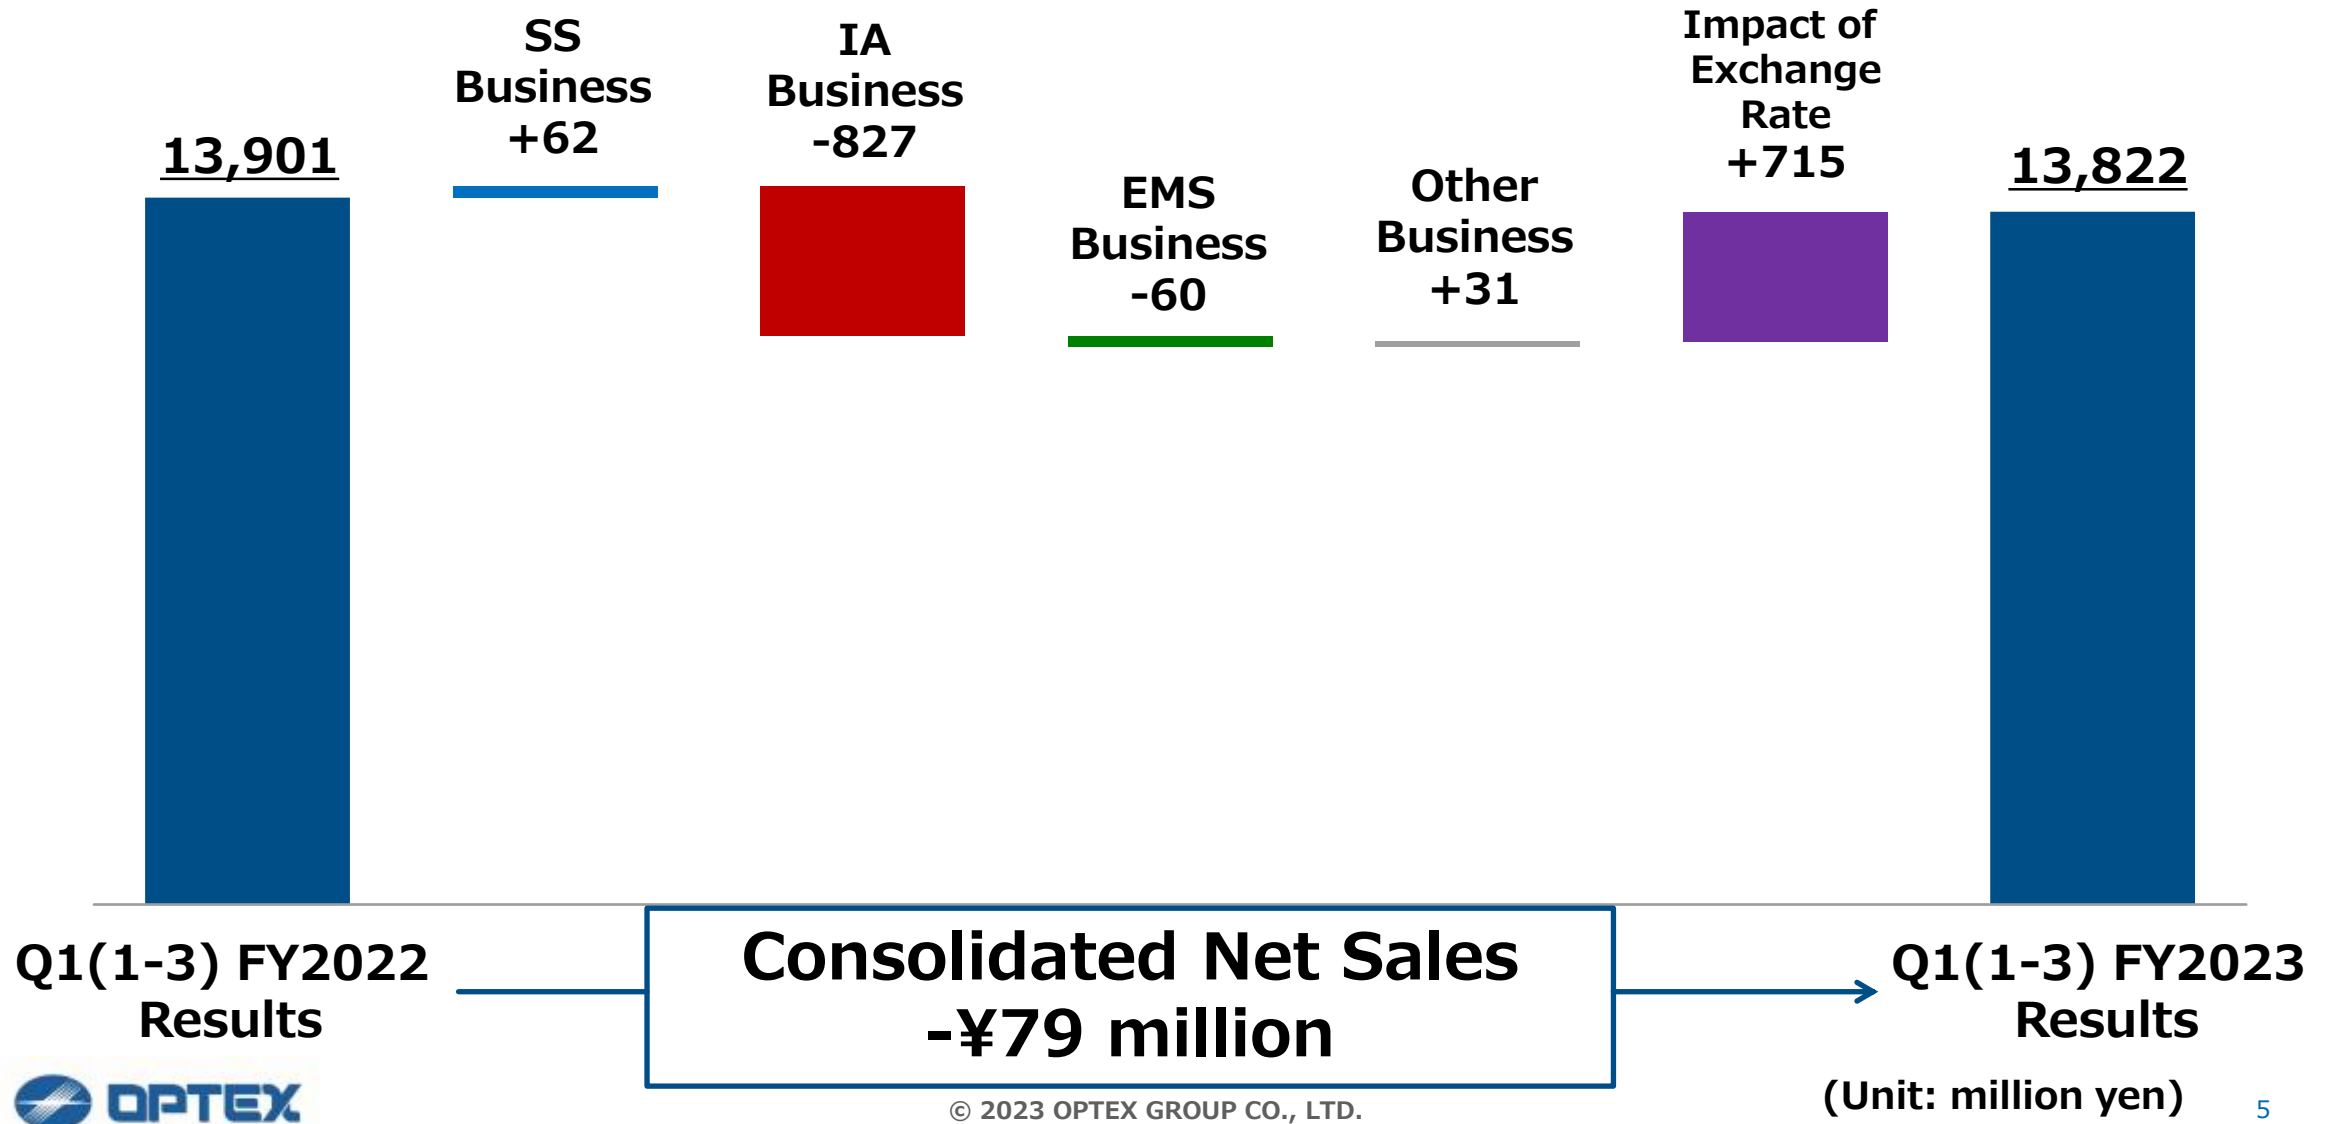 13,901
SS
Business
+62
IA
Business
-827
EMS
Business
-60
Other
Business
+31
Impact of
Exchange
Rate
+715
13,822
Q1(1-3) FY2022
Results
Consolidated Net Sales
-¥79 million
Q1(1-3) FY2023
Results
(Unit: million yen)
OPTEX
© 2023 OPTEX GROUP CO., LTD.
5